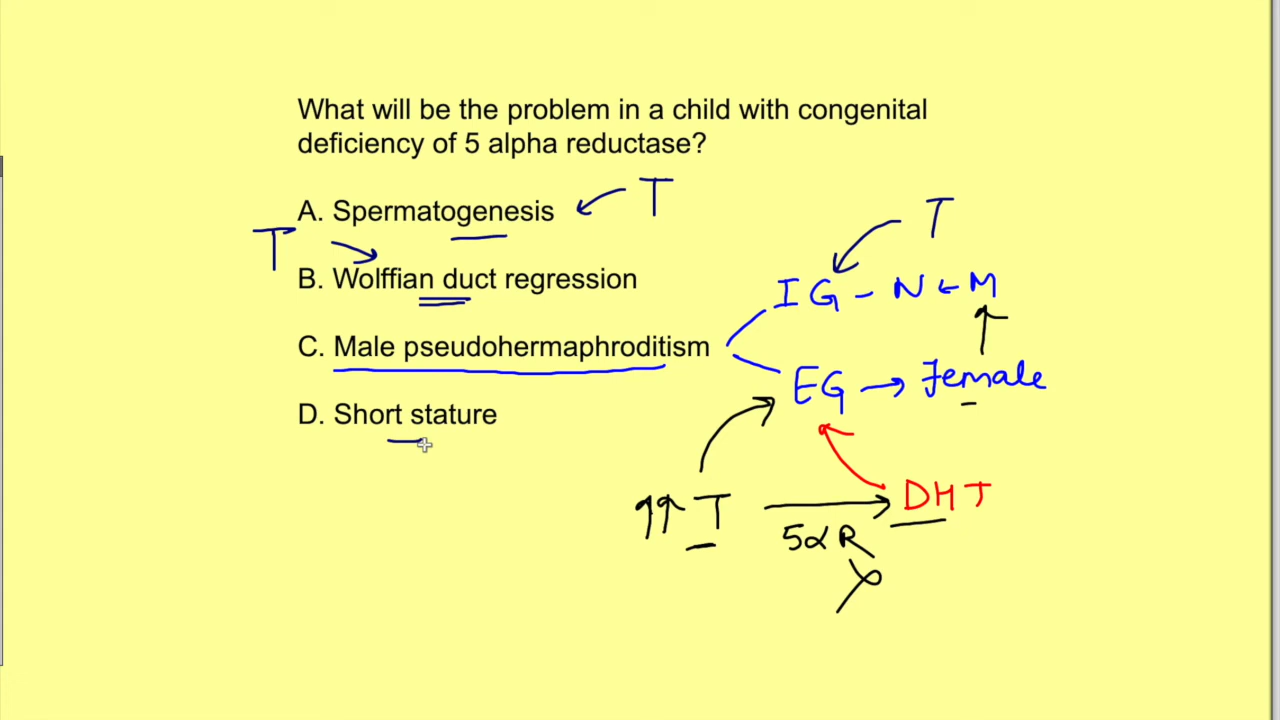 What will be the problem in a child with congenital
deficiency of 5 alpha reductase?
T
A. Spermatogenesis
T
T
B. Wolffian duct regression
IG - N ← M
C. Male pseudohermaphroditism
EG → Female
D. Short stature
↑↑ T → DHT
5αR